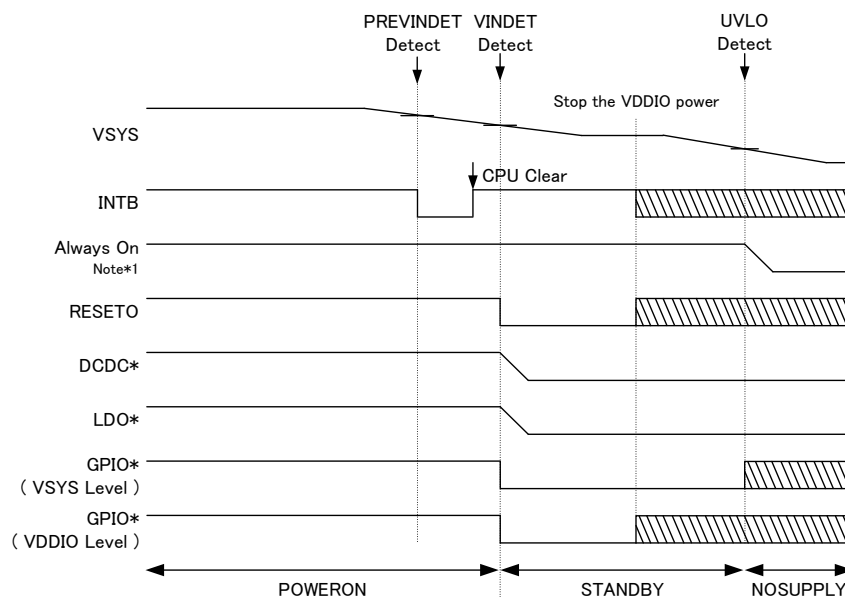 PREVINDET
Detect
VINDET
Detect
UVLO
Detect
Stop the VDDIO power
VSYS
CPU Clear
INTB
Always On
Note*1
RESETO
DCDC*
LDO*
GPIO*
( VSYS Level )
GPIO*
( VDDIO Level )
POWERON
STANDBY
NOSUPPLY